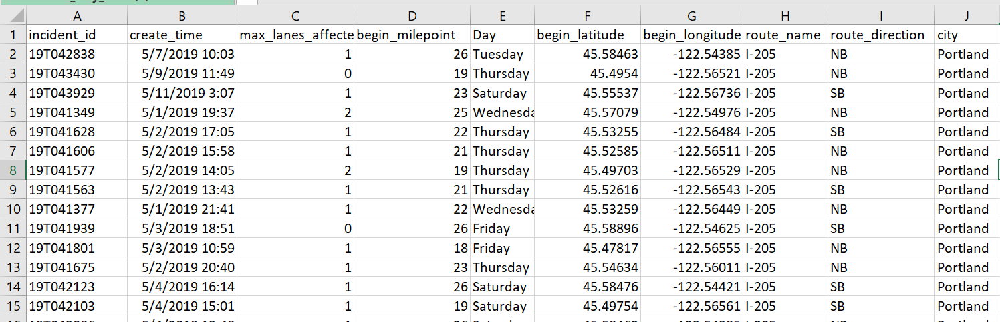 A B C D E F G H I J
1 incident_id create_time max_lanes_affecte begin_milepoint Day begin_latitude begin_longitude route_name route_direction city
2 19T042838 5/7/2019 10:03 1 26 Tuesday 45.58463 -122.54385 I-205 NB Portland
3 19T043430 5/9/2019 11:49 0 19 Thursday 45.4954 -122.56521 I-205 NB Portland
4 19T043929 5/11/2019 3:07 1 23 Saturday 45.55537 -122.56736 I-205 SB Portland
5 19T041349 5/1/2019 19:37 2 25 Wednesda 45.57079 -122.54976 I-205 NB Portland
6 19T041628 5/2/2019 17:05 1 22 Thursday 45.53255 -122.56484 I-205 SB Portland
7 19T041606 5/2/2019 15:58 1 21 Thursday 45.52585 -122.56511 I-205 NB Portland
8 19T041577 5/2/2019 14:05 2 19 Thursday 45.49703 -122.56529 I-205 NB Portland
9 19T041563 5/2/2019 13:43 1 21 Thursday 45.52616 -122.56543 I-205 SB Portland
10 19T041377 5/1/2019 21:41 1 22 Wednesda 45.53259 -122.56449 I-205 NB Portland
11 19T041939 5/3/2019 18:51 0 26 Friday 45.58896 -122.54625 I-205 SB Portland
12 19T041801 5/3/2019 10:59 1 18 Friday 45.47817 -122.56555 I-205 NB Portland
13 19T041675 5/2/2019 20:40 1 23 Thursday 45.54634 -122.56011 I-205 NB Portland
14 19T042123 5/4/2019 16:14 1 26 Saturday 45.58476 -122.54421 I-205 SB Portland
15 19T042103 5/4/2019 15:01 1 19 Saturday 45.49754 -122.56561 I-205 SB Portland